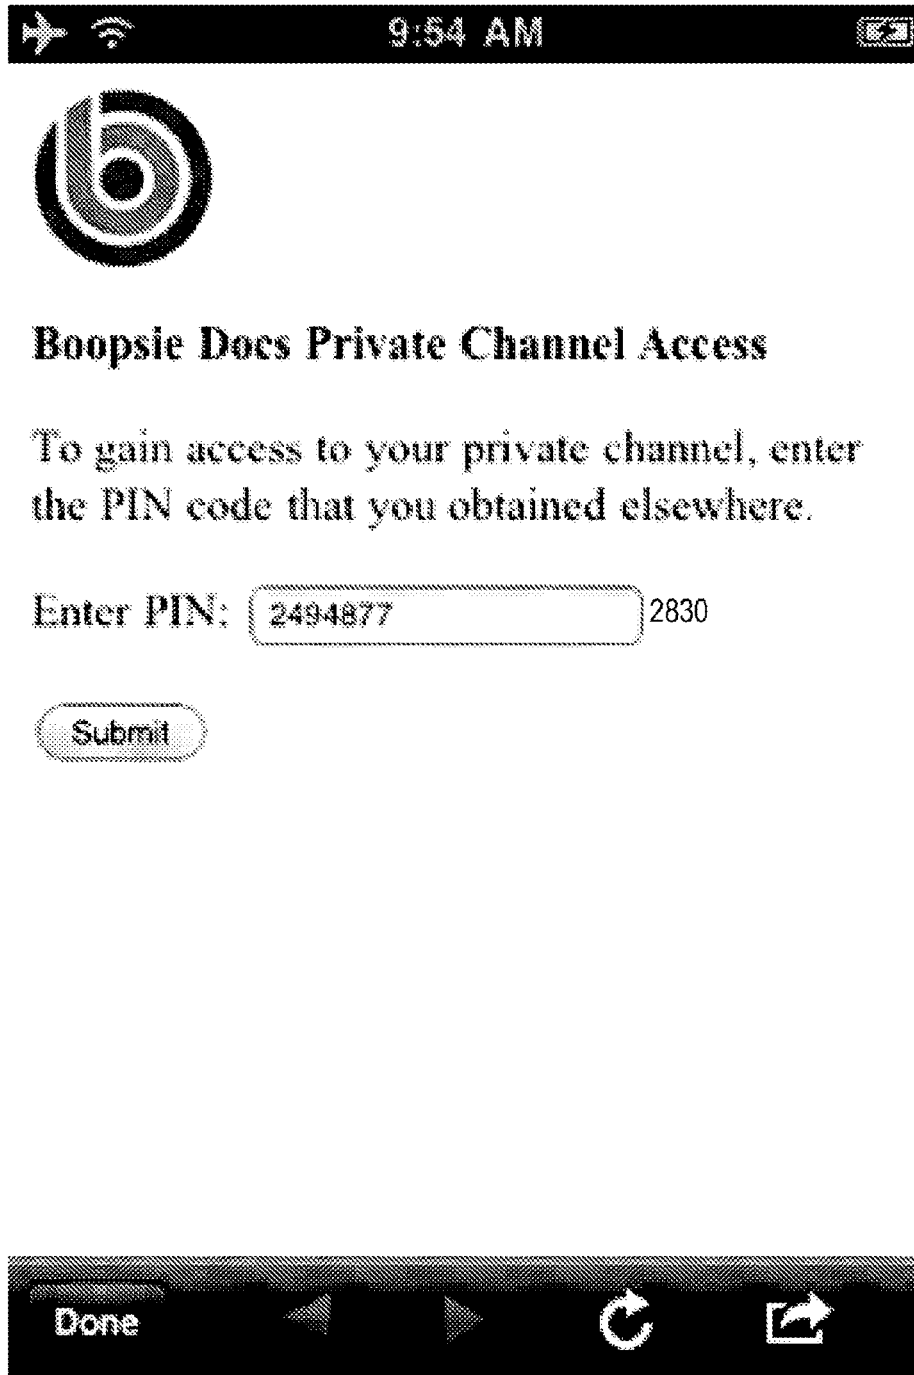 9:54 AM
Boopsie Docs Private Channel Access
To gain access to your private channel, enter
the PIN code that you obtained elsewhere.
Enter PIN: 2494877 2830
Submit
Done